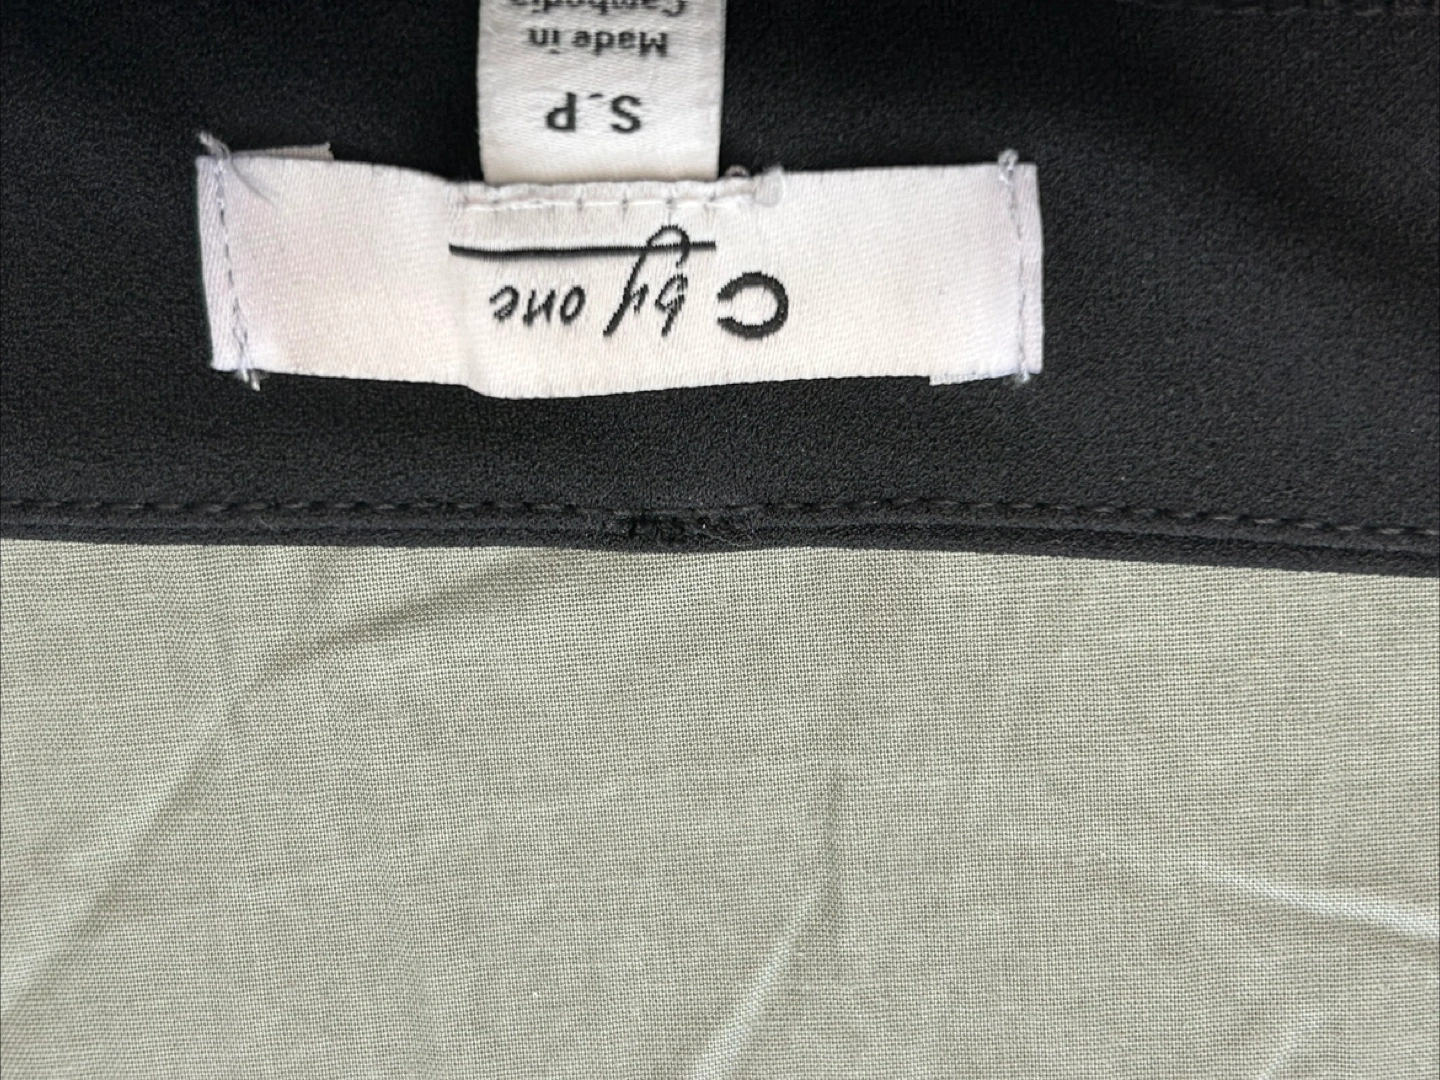 C by one
S_P
Made in
Cambodia